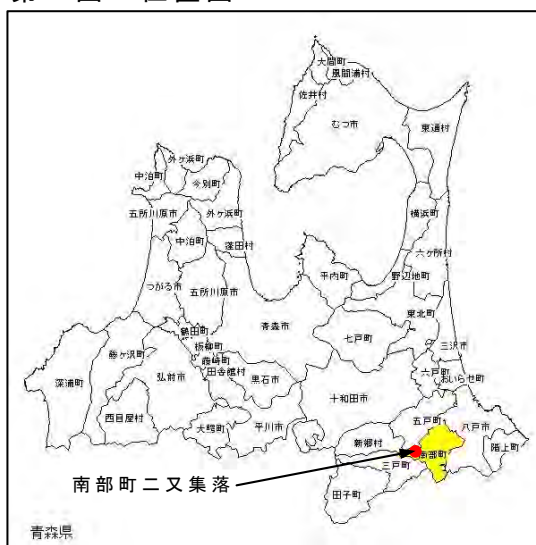 大間町
風間浦村
佐井村
むつ市
東通村
外ヶ浜町
中泊町
今別町
五所川原市
外ヶ浜町
中泊町
蓬田村
横浜町
六ヶ所村
平内町
野辺地町
つがる市
五所川原市
青森市
東北町
七戸町
鶴田町
板柳町
三沢市
鰺ヶ沢町
藤崎町
田舎館村
六戸町
おいらせ町
深浦町
弘前市
黒石市
十和田市
西目屋村
五戸町
八戸市
大鰐町
平川市
新郷村
南部町
階上町
三戸町
南部町二又集落
田子町
青森県